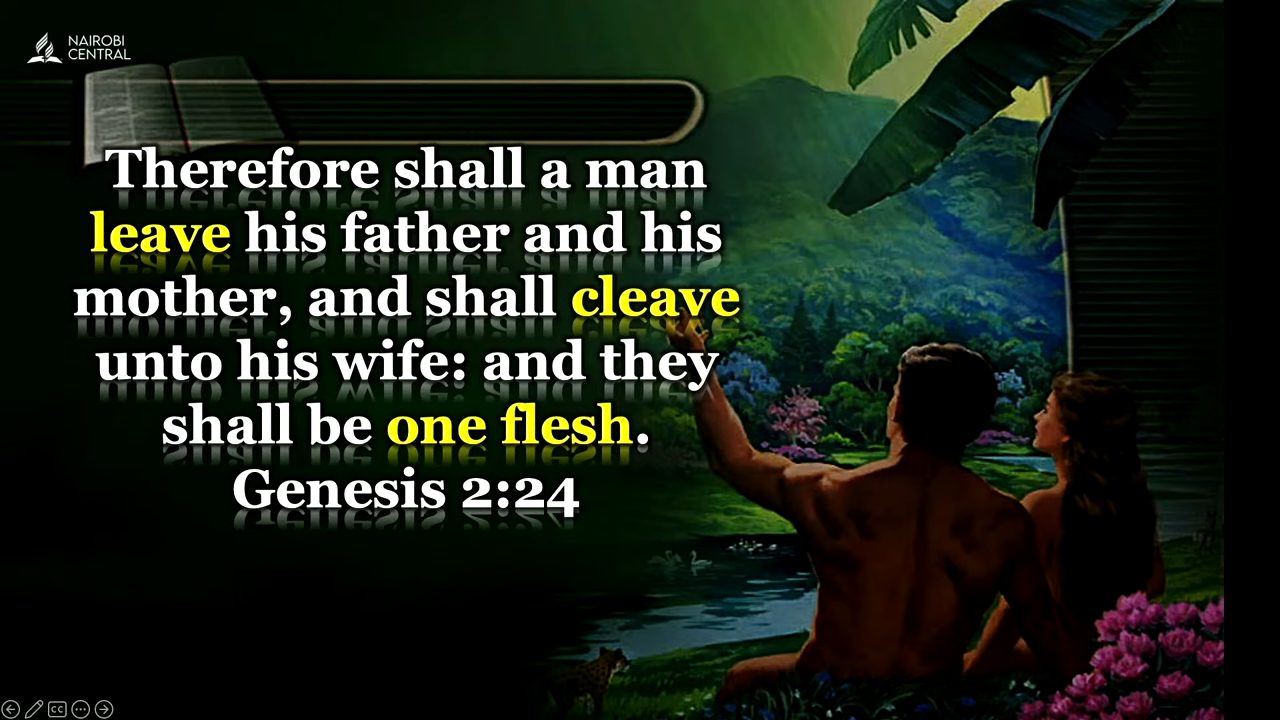 NAIROBI
CENTRAL
Therefore shall a man
leave his father and his
mother, and shall cleave
unto his wife: and they
shall be one flesh.
Genesis 2:24
CC